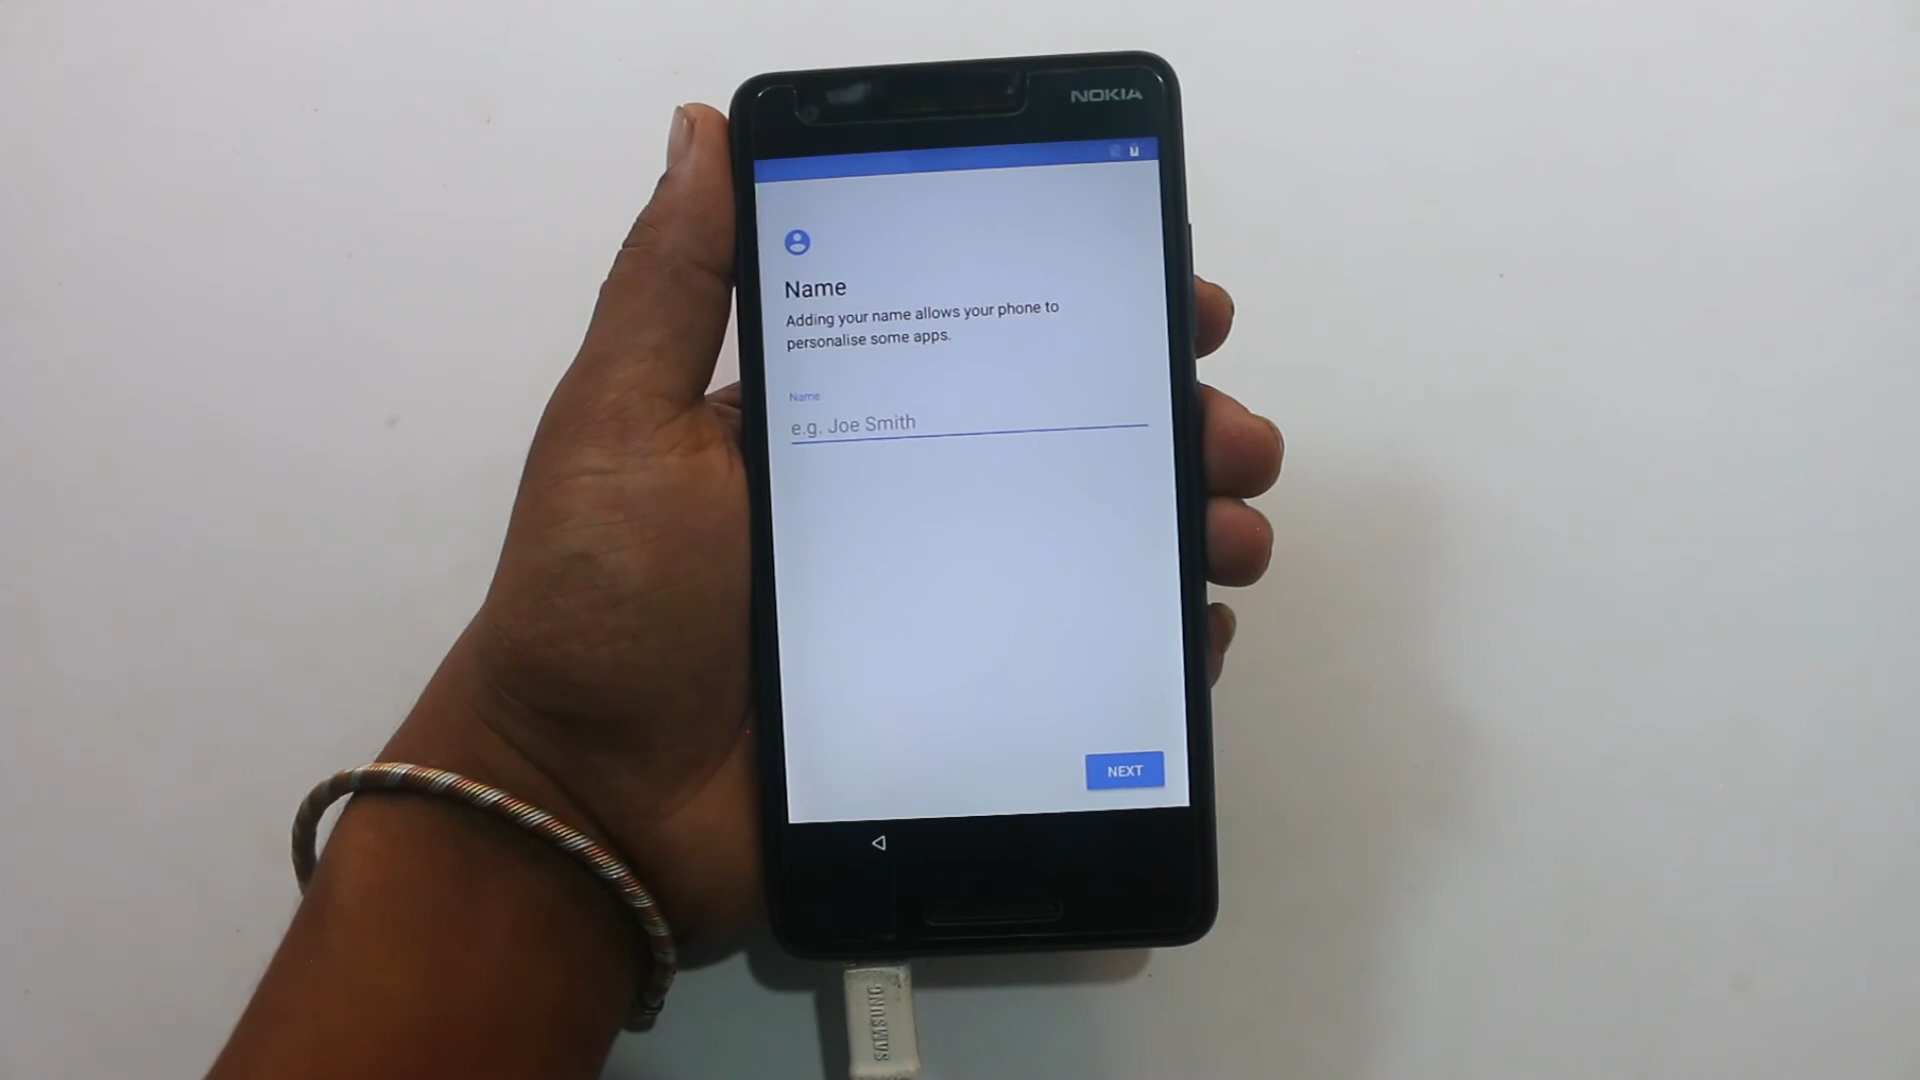 NOKIA
Name
Adding your name allows your phone to
personalise some apps.
Name
e.g. Joe Smith
NEXT
SAMSUNG